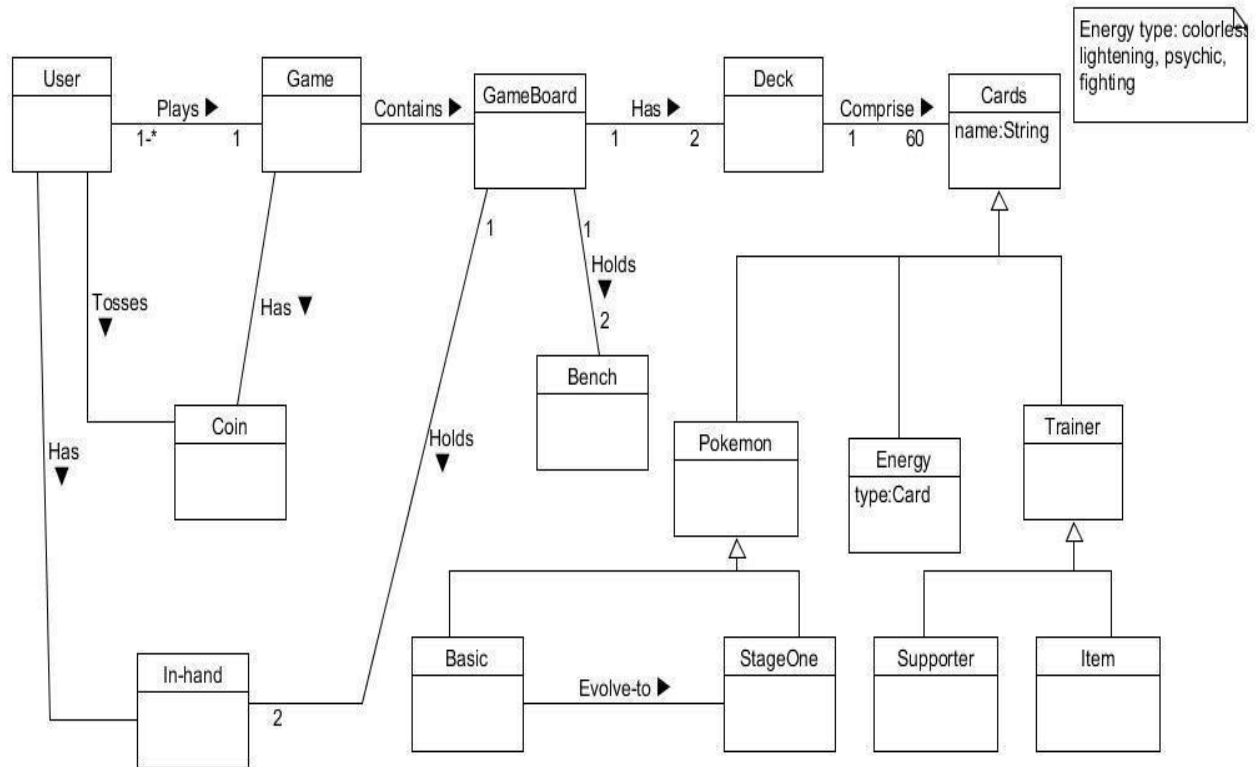 Energy type: colorless
lightening, psychic,
fighting
User
Game
GameBoard
Deck
Cards
name:String
Plays
1-*
1
Contains
Has
1
2
Comprise
1
60
1
1
Holds
2
Tosses
Has
Bench
Coin
Holds
Has
Pokemon
Energy
type:Card
Trainer
In-hand
2
Basic
Evolve-to
StageOne
Supporter
Item